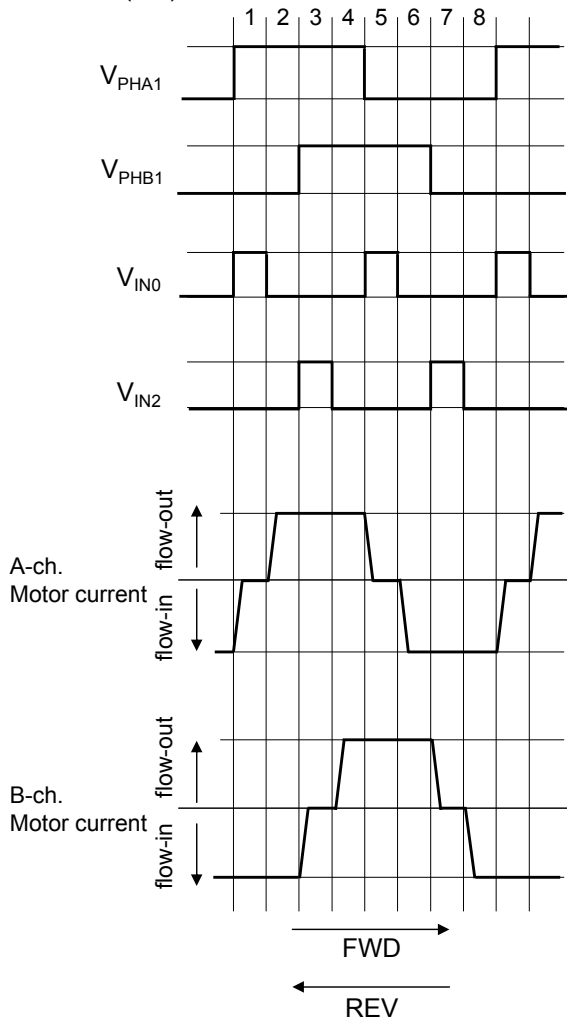 1 2 3 4 5 6 7 8
VPHA1
VPHB1
VIN0
VIN2
flow-out
A-ch.
Motor current
flow-in
flow-out
B-ch.
Motor current
flow-in
FWD
REV